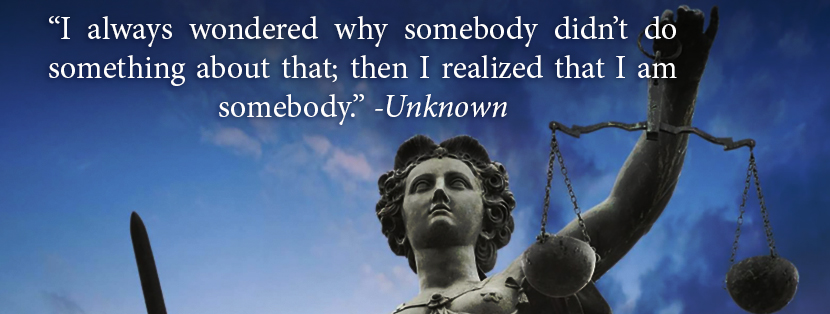 “I always wondered why somebody didn’t do
something about that; then I realized that I am
somebody.” -Unknown